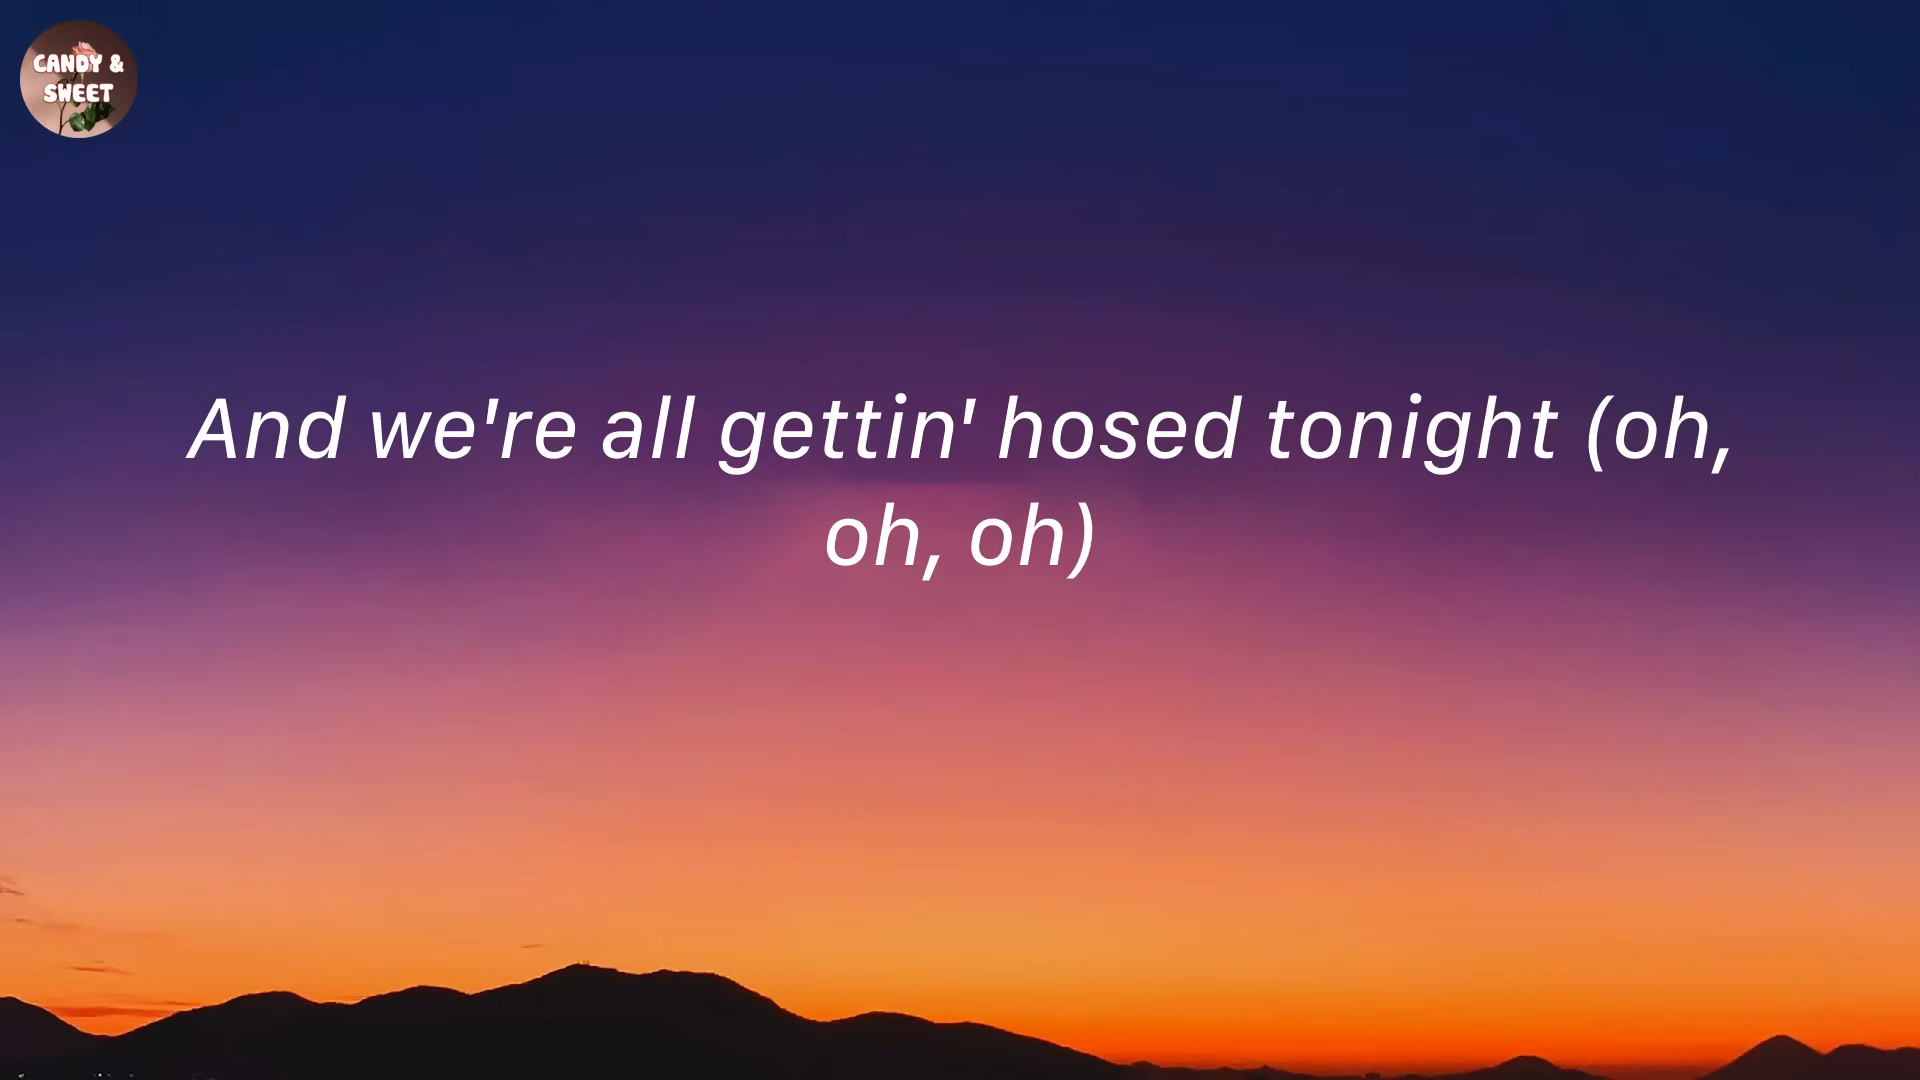 CANDY &
SWEET
And we're all gettin' hosed tonight (oh,
oh, oh)